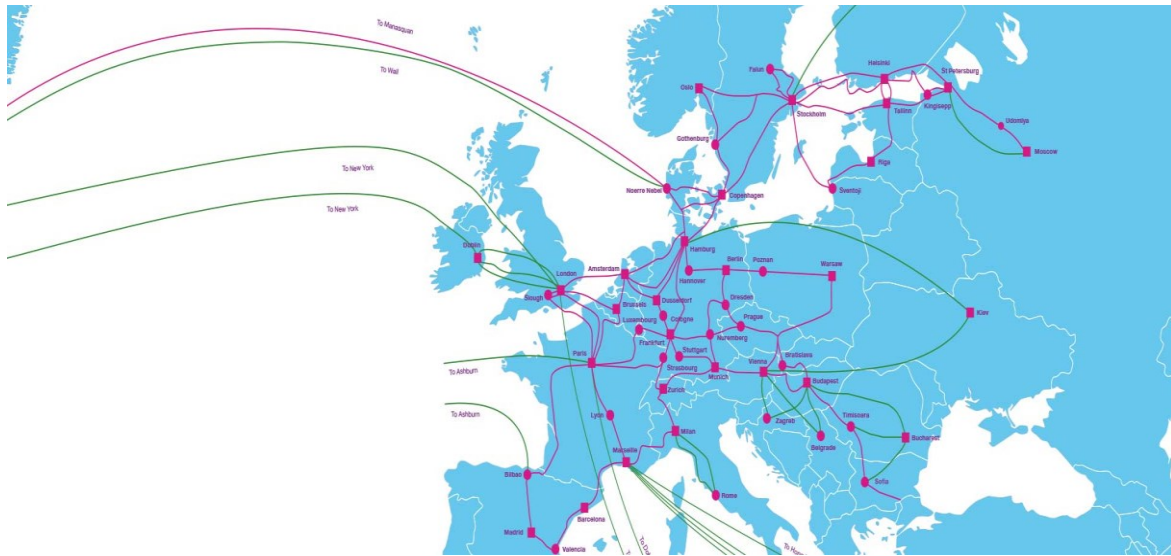 To Manasquan
To Wall
To New York
To New York
To Ashburn
To Ashburn
Falun
Oslo
Stockholm
Helsinki
St Petersburg
Tallinn
Kingisepp
Udomlya
Moscow
Gothenburg
Riga
Sventoji
Noerre Nebel
Copenhagen
Dublin
Hamburg
London
Amsterdam
Slough
Hannover
Berlin
Poznan
Warsaw
Brussels
Dusseldorf
Dresden
Luxembourg
Cologne
Prague
Kiev
Frankfurt
Nuremberg
Paris
Stuttgart
Strasbourg
Munich
Vienna
Bratislava
Budapest
Zurich
Lyon
Zagreb
Timisoara
Milan
Belgrade
Bucharest
Marseille
Bilbao
Rome
Sofia
Barcelona
Madrid
Valencia